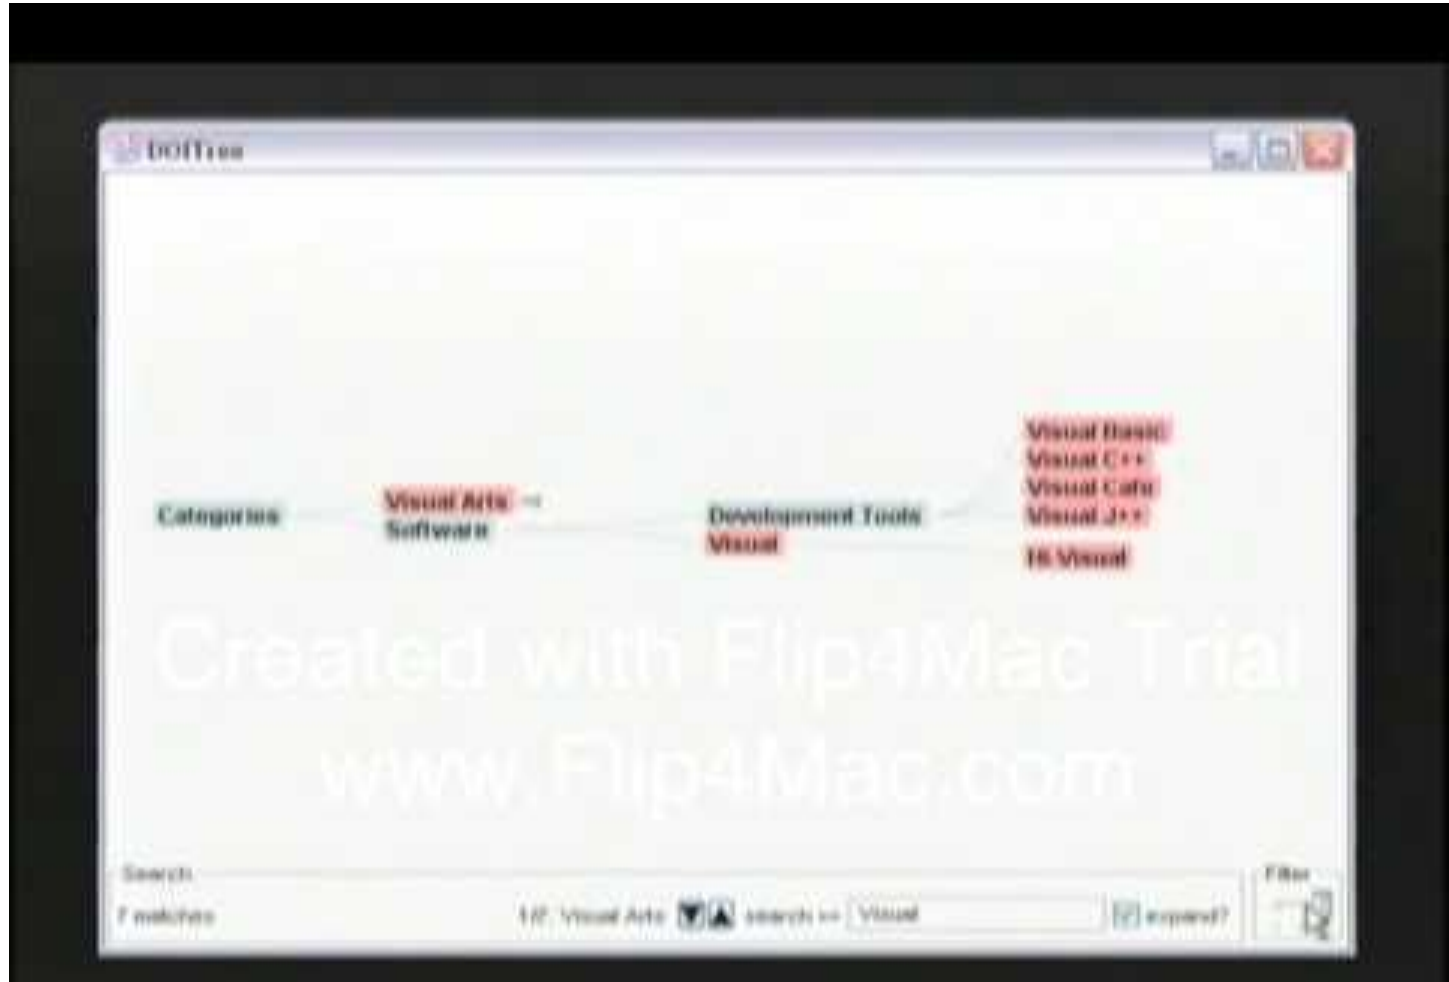 DOITree
Visual Basic
Visual C++
Visual Cafe
Visual Arts
Categories
Development Tools
Visual J++
Software
Visual
Hi Visual
Created with Flip4Mac Trial
www.Flip4Mac.com
Search
Filter
7 matches 1/7 Visual Arts search >> Visual expand?